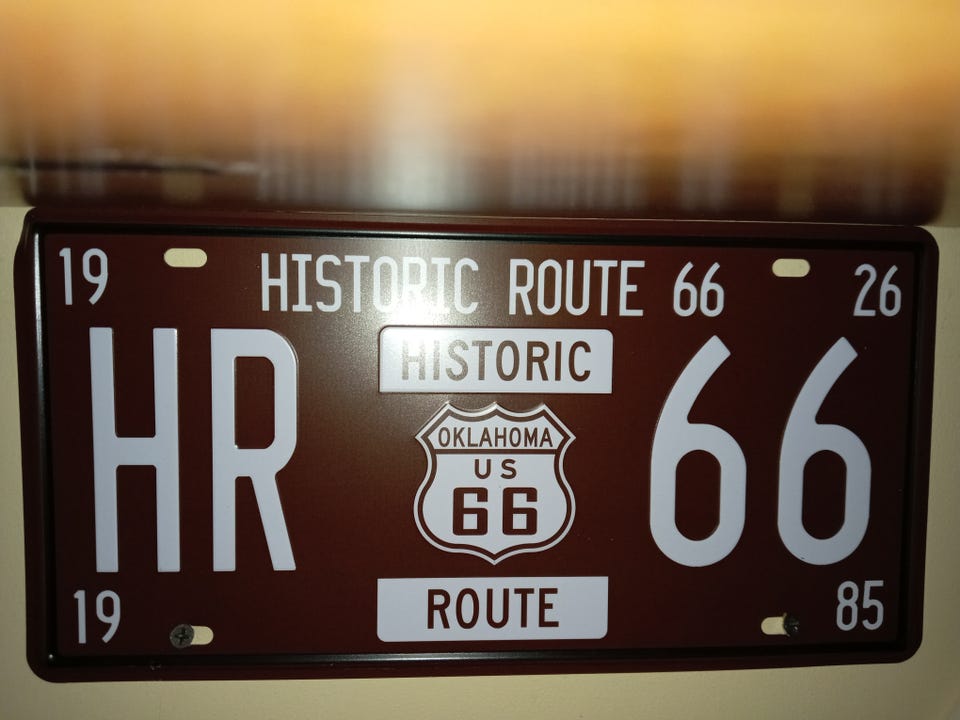 19 HISTORIC ROUTE 66 26
HISTORIC
HR 66
OKLAHOMA
US
66
ROUTE
19 85